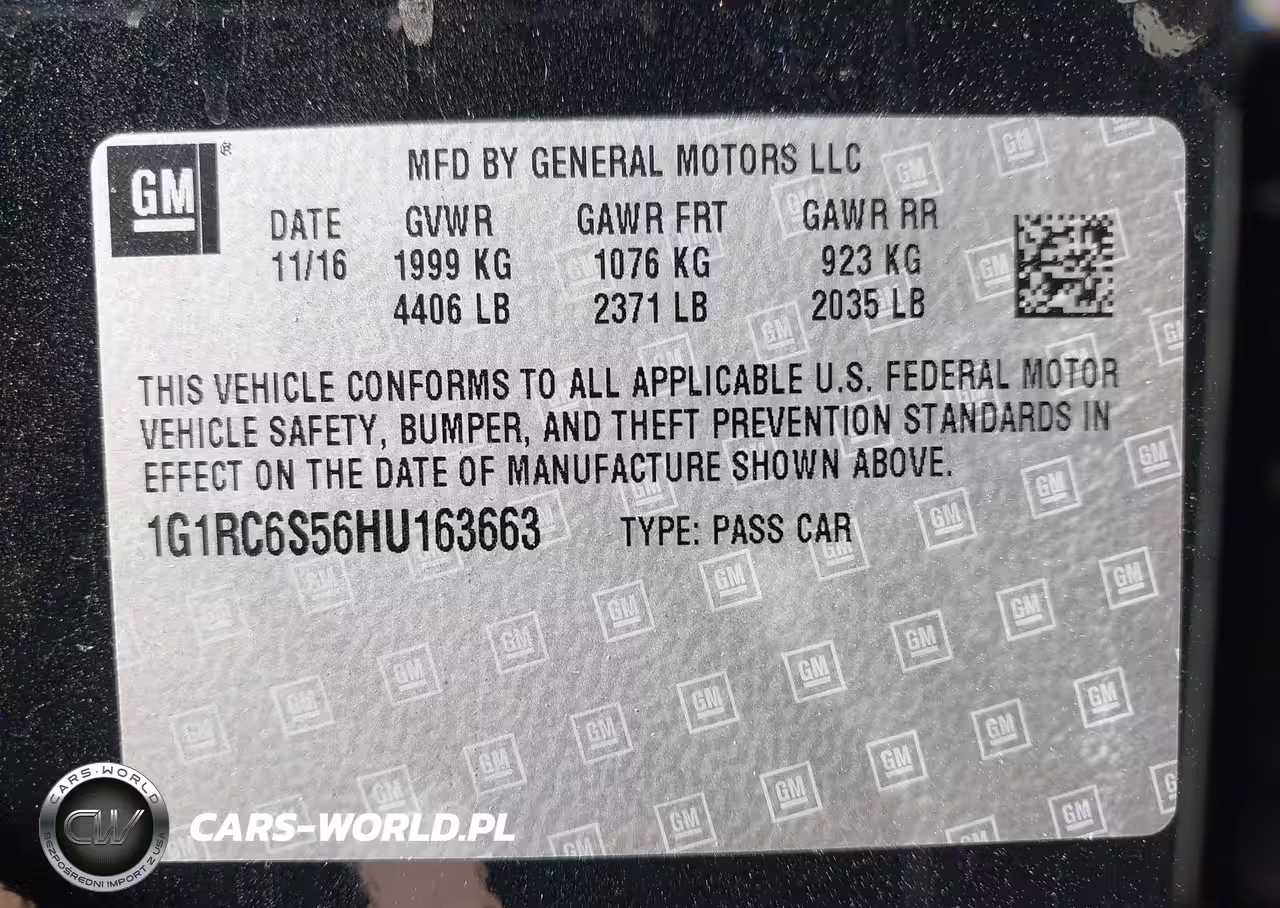 GM ®
MFD BY GENERAL MOTORS LLC
DATE GVWR GAWR FRT GAWR RR
11/16 1999 KG 1076 KG 923 KG
4406 LB 2371 LB 2035 LB
THIS VEHICLE CONFORMS TO ALL APPLICABLE U.S. FEDERAL MOTOR
VEHICLE SAFETY, BUMPER, AND THEFT PREVENTION STANDARDS IN
EFFECT ON THE DATE OF MANUFACTURE SHOWN ABOVE.
1G1RC6S56HU163663 TYPE: PASS CAR
CARS-WORLD
CW
BEZPOŚREDNI IMPORT Z USA
CARS-WORLD.PL